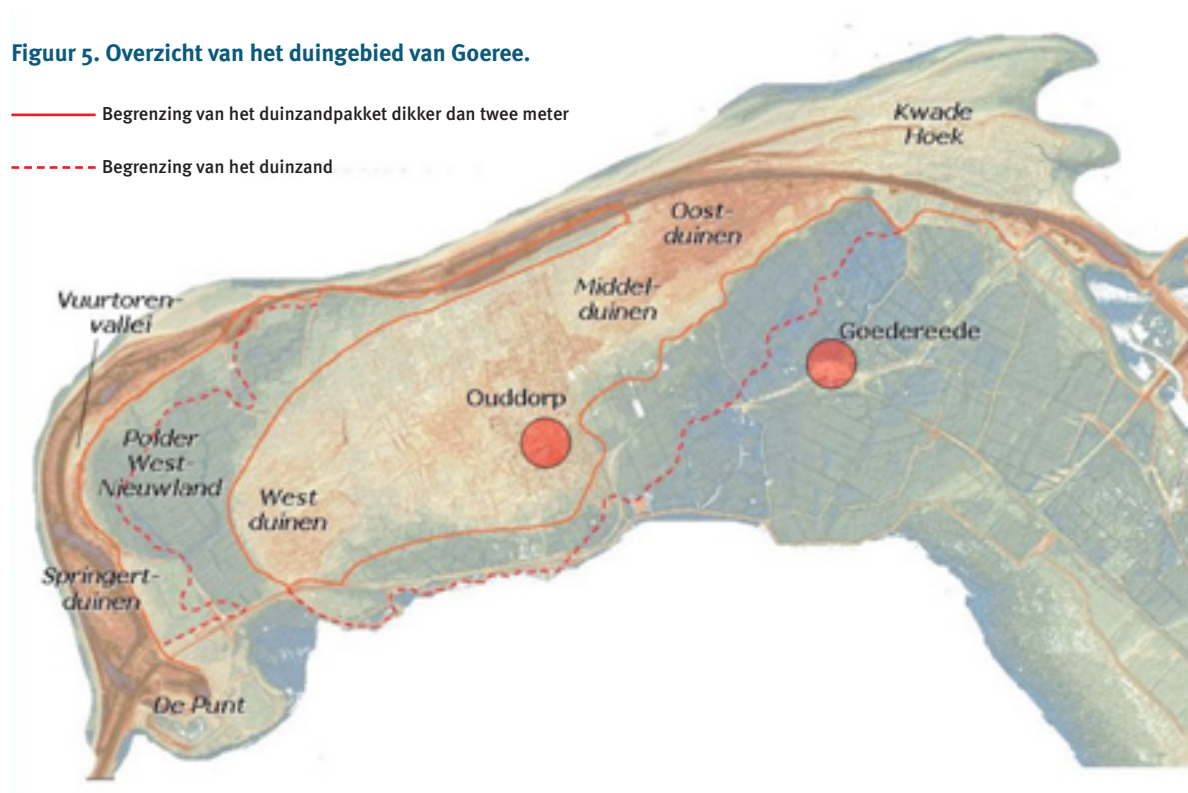 Figuur 5. Overzicht van het duingebied van Goeree.
Begrenzing van het duinzandpakket dikker dan twee meter
Begrenzing van het duinzand
Kwade
Hoek
Oost-
duinen
Middel-
duinen
Vuurtoren-
vallei
Goedereede
Ouddorp
Polder
West-
Nieuwland
West
duinen
Springert-
duinen
De Punt